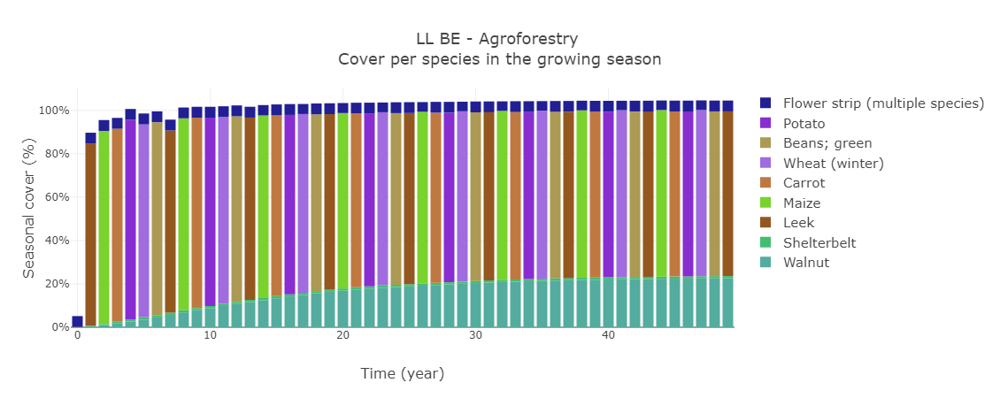 LL BE - Agroforestry
Cover per species in the growing season
Seasonal cover (%)
100%
80%
60%
40%
20%
0%
0
10
20
30
40
Time (year)
Flower strip (multiple species)
Potato
Beans; green
Wheat (winter)
Carrot
Maize
Leek
Shelterbelt
Walnut